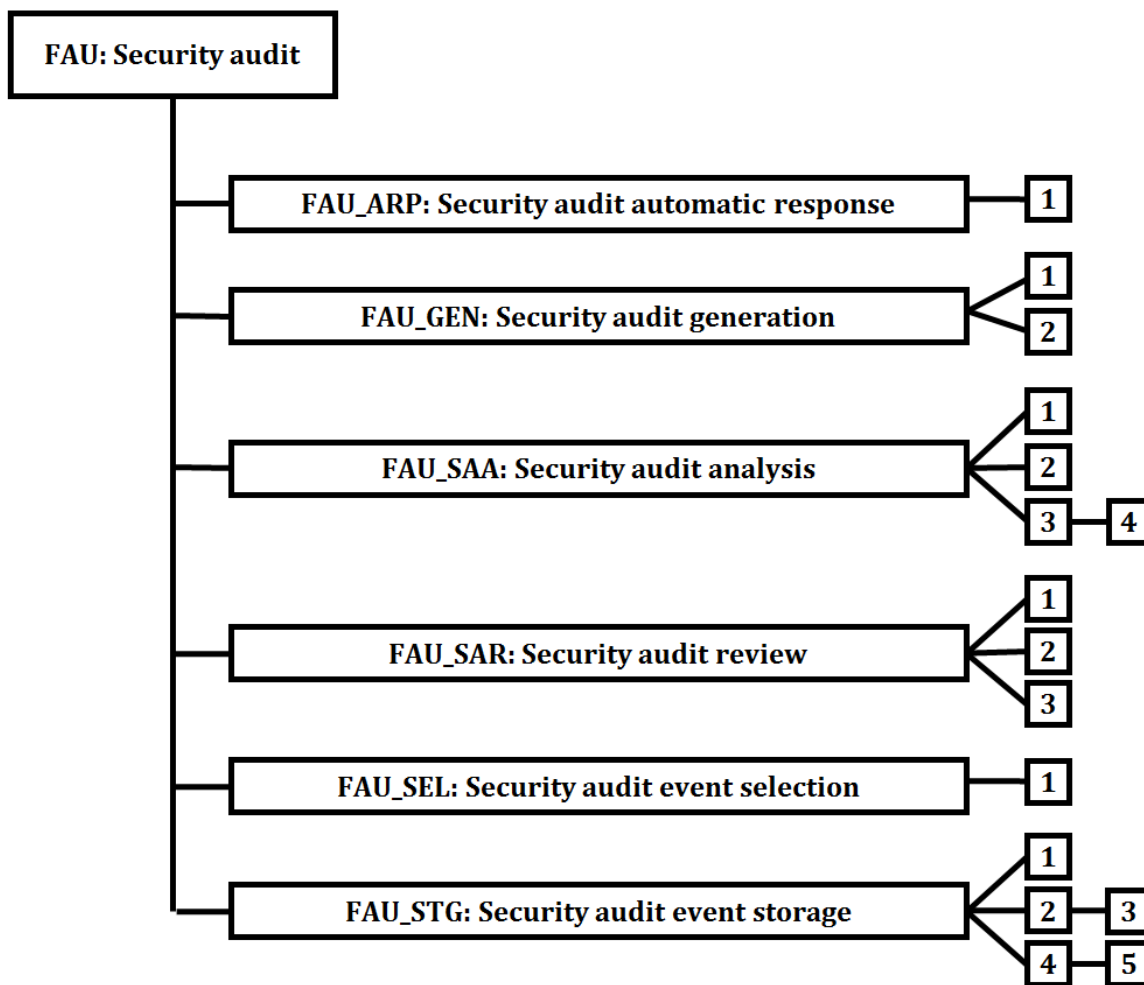 FAU: Security audit
FAU_ARP: Security audit automatic response
1
FAU_GEN: Security audit generation
1
2
FAU_SAA: Security audit analysis
1
2
3
4
FAU_SAR: Security audit review
1
2
3
FAU_SEL: Security audit event selection
1
FAU_STG: Security audit event storage
1
2
3
4
5